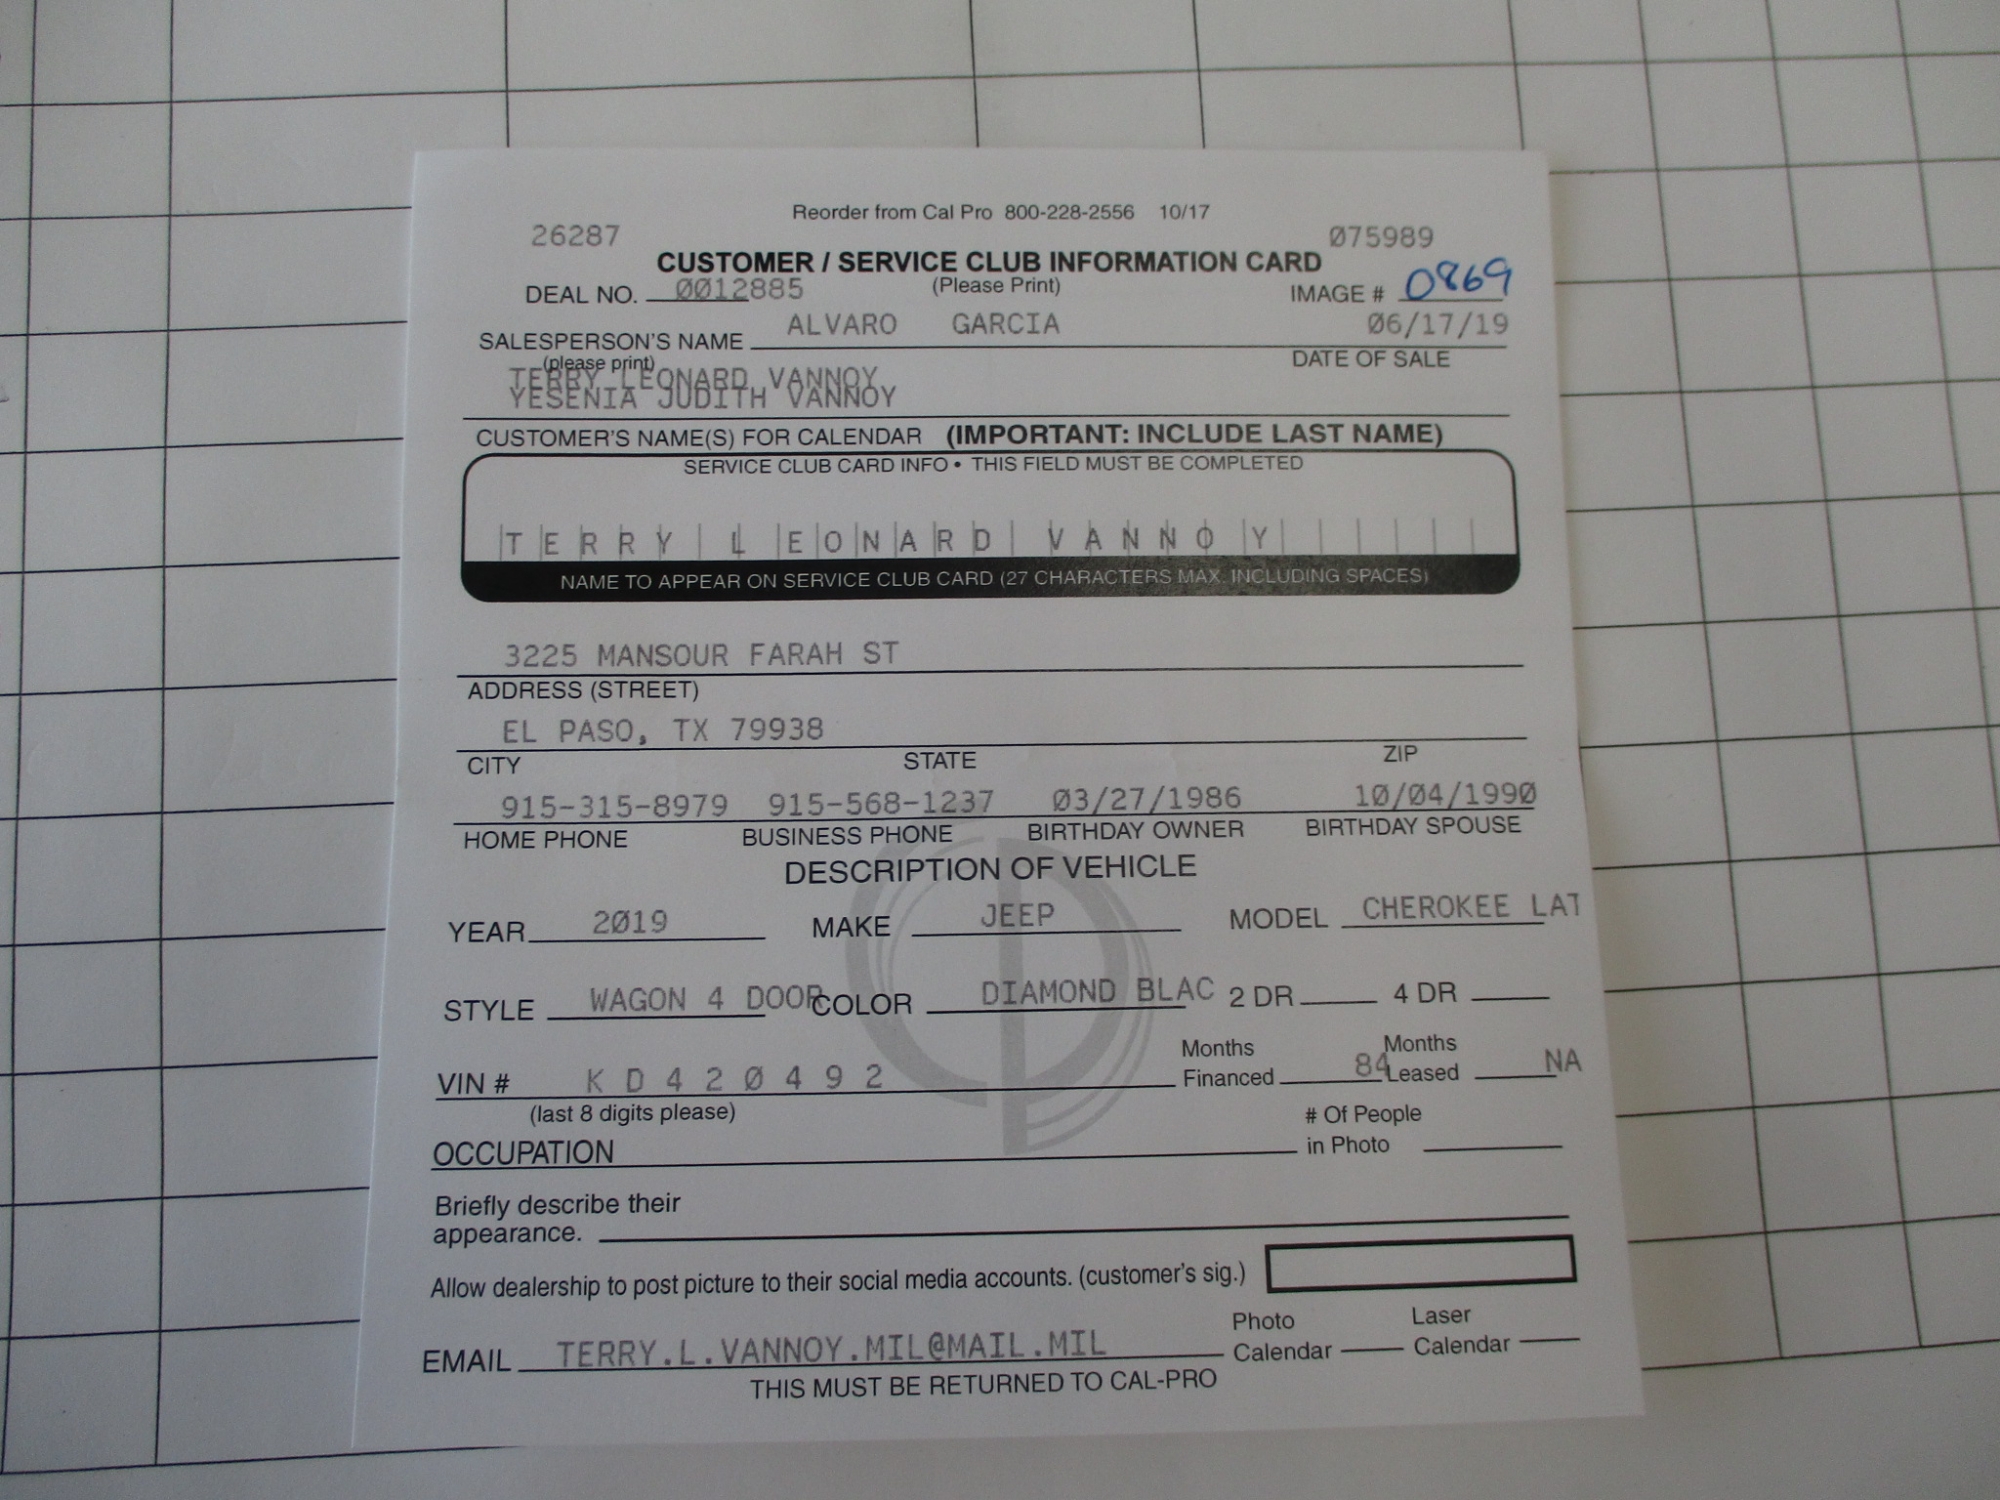 Reorder from Cal Pro 800-228-2556 10/17
26287 075989
CUSTOMER / SERVICE CLUB INFORMATION CARD
DEAL NO. 0012885 (Please Print) IMAGE # 0869
SALESPERSON'S NAME ALVARO GARCIA 06/17/19
(please print) DATE OF SALE
TERRY LEONARD VANNOY
YESENIA JUDITH VANNOY
CUSTOMER'S NAME(S) FOR CALENDAR (IMPORTANT: INCLUDE LAST NAME)
SERVICE CLUB CARD INFO • THIS FIELD MUST BE COMPLETED
TERRY LEONARD VANNOY
NAME TO APPEAR ON SERVICE CLUB CARD (27 CHARACTERS MAX. INCLUDING SPACES)
3225 MANSOUR FARAH ST
ADDRESS (STREET)
EL PASO, TX 79938
CITY STATE ZIP
915-315-8979 915-568-1237 03/27/1986 10/04/1990
HOME PHONE BUSINESS PHONE BIRTHDAY OWNER BIRTHDAY SPOUSE
DESCRIPTION OF VEHICLE
YEAR 2019 MAKE JEEP MODEL CHEROKEE LAT
STYLE WAGON 4 DOOR COLOR DIAMOND BLAC 2 DR 4 DR
Months Months
VIN # K D 4 2 0 4 9 2 Financed 84 Leased NA
(last 8 digits please) # Of People
OCCUPATION in Photo
Briefly describe their
appearance.
Allow dealership to post picture to their social media accounts. (customer's sig.)
Photo Laser
EMAIL TERRY.L.VANNOY.MIL@MAIL.MIL Calendar Calendar
THIS MUST BE RETURNED TO CAL-PRO